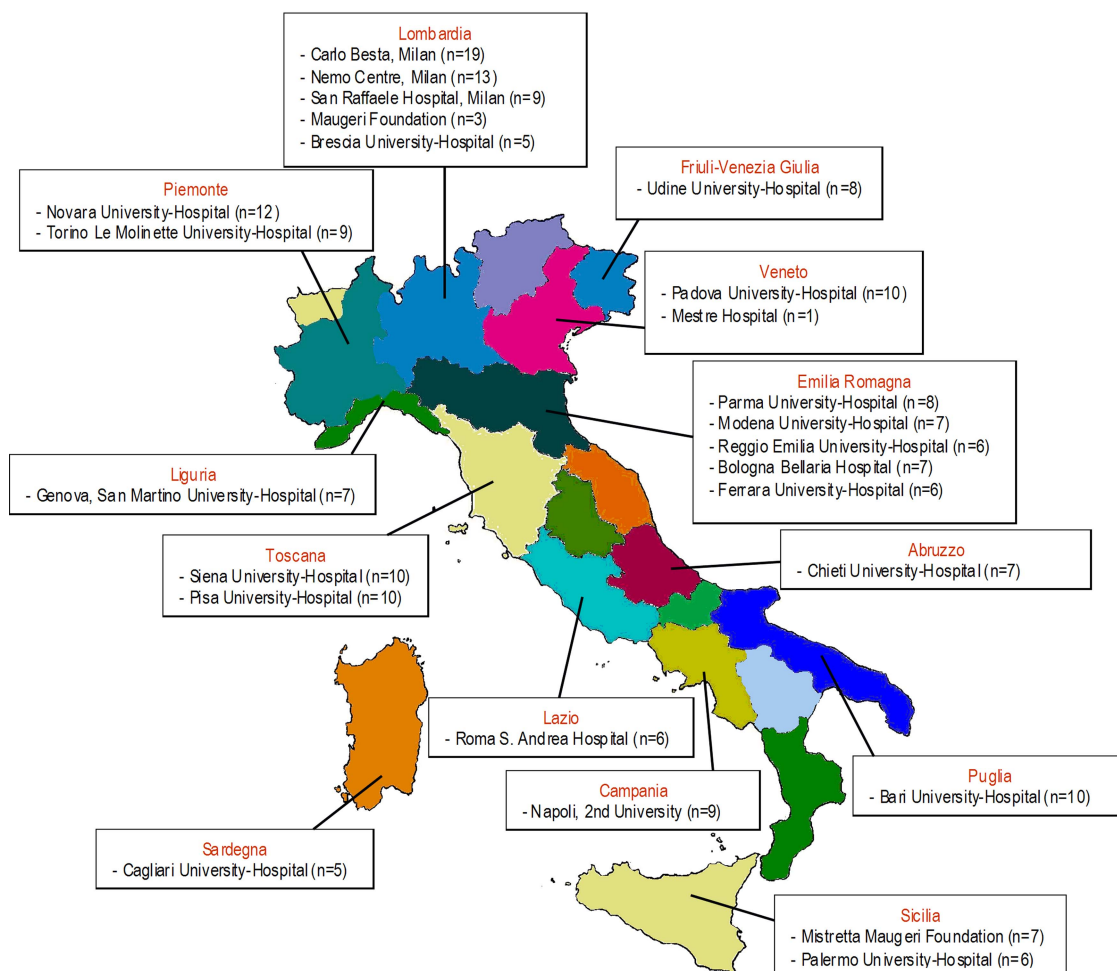 Lombardia
- Carlo Besta, Milan (n=19)
- Nemo Centre, Milan (n=13)
- San Raffaele Hospital, Milan (n=9)
- Maugeri Foundation (n=3)
- Brescia University-Hospital (n=5)
Friuli-Venezia Giulia
- Udine University-Hospital (n=8)
Piemonte
- Novara University-Hospital (n=12)
- Torino Le Molinette University-Hospital (n=9)
Veneto
- Padova University-Hospital (n=10)
- Mestre Hospital (n=1)
Emilia Romagna
- Parma University-Hospital (n=8)
- Modena University-Hospital (n=7)
- Reggio Emilia University-Hospital (n=6)
- Bologna Bellaria Hospital (n=7)
- Ferrara University-Hospital (n=6)
Liguria
- Genova, San Martino University-Hospital (n=7)
Toscana
- Siena University-Hospital (n=10)
- Pisa University-Hospital (n=10)
Abruzzo
- Chieti University-Hospital (n=7)
Lazio
- Roma S. Andrea Hospital (n=6)
Campania
- Napoli, 2nd University (n=9)
Puglia
- Bari University-Hospital (n=10)
Sardegna
- Cagliari University-Hospital (n=5)
Sicilia
- Mistretta Maugeri Foundation (n=7)
- Palermo University-Hospital (n=6)